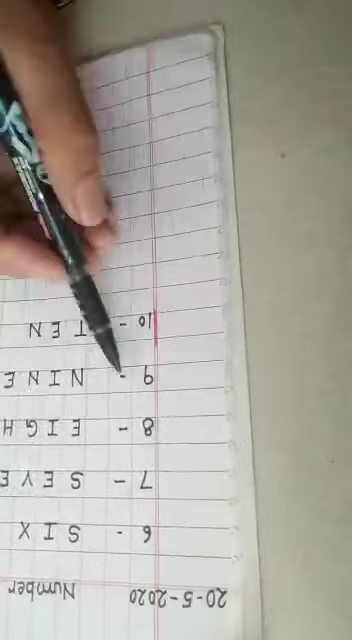 20-5-2020 Number
6 - SIX
7 - SEVE
8 - EIGH
9 - NINE
10 - TEN